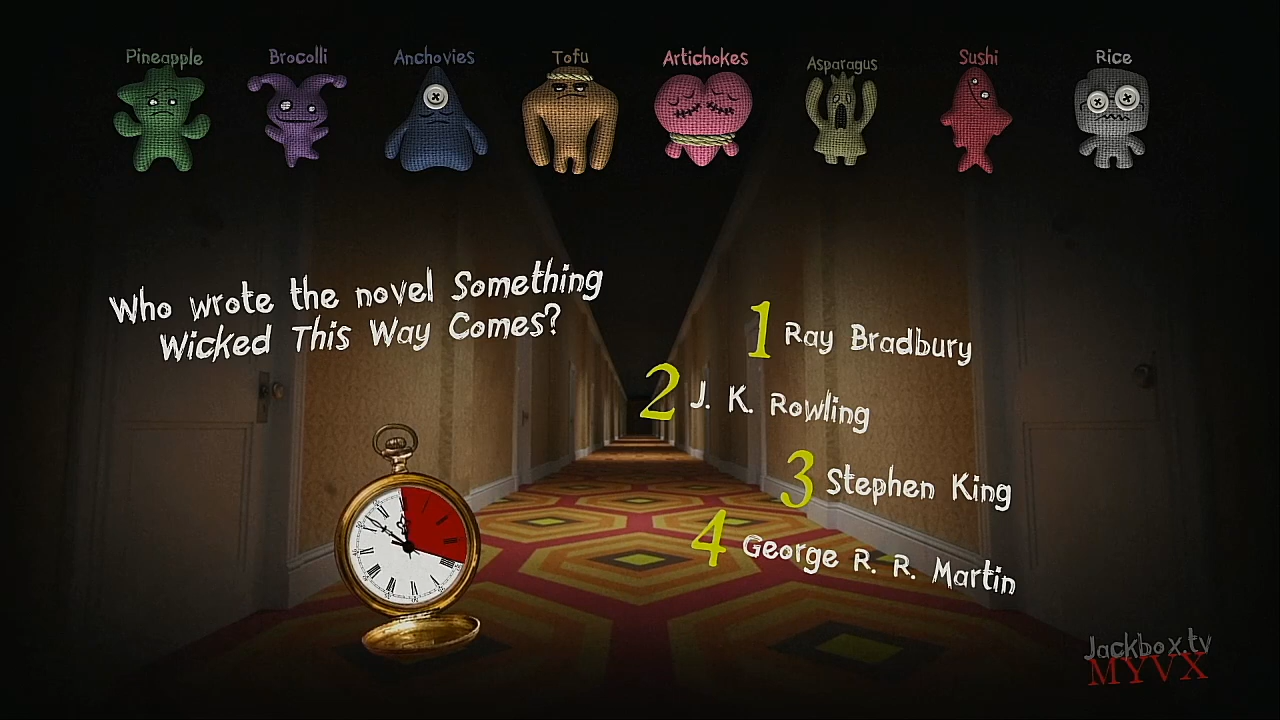 Pineapple
Brocolli
Anchovies
Tofu
Artichokes
Asparagus
Sushi
Rice
Who wrote the novel Something
Wicked This Way Comes?
1 Ray Bradbury
2 J. K. Rowling
3 Stephen King
4 George R. R. Martin
Jackbox.tv
MYVX